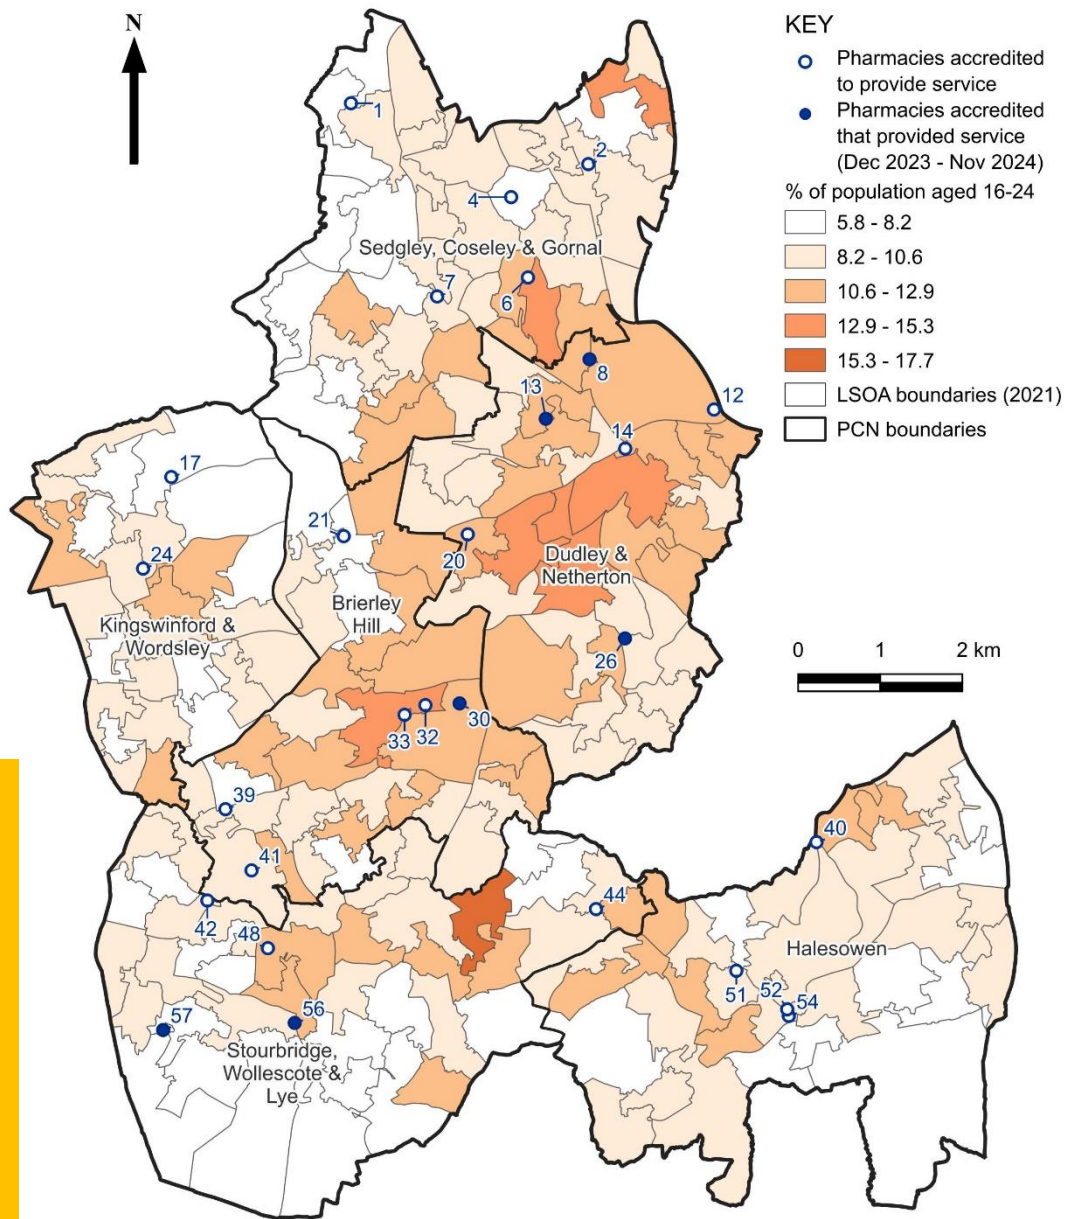 N
KEY
Pharmacies accredited
to provide service
Pharmacies accredited
that provided service
(Dec 2023 - Nov 2024)
% of population aged 16-24
5.8 - 8.2
8.2 - 10.6
10.6 - 12.9
12.9 - 15.3
15.3 - 17.7
LSOA boundaries (2021)
PCN boundaries
1
2
4
Sedgley, Coseley & Gornal
7
6
8
13
12
14
17
21
20
24
Dudley &
Netherton
Brierley
Hill
Kingswinford &
Wordsley
26
0 1 2 km
30
33
32
39
40
41
42
44
48
Halesowen
51
52
54
57
56
Stourbridge,
Wollescote &
Lye